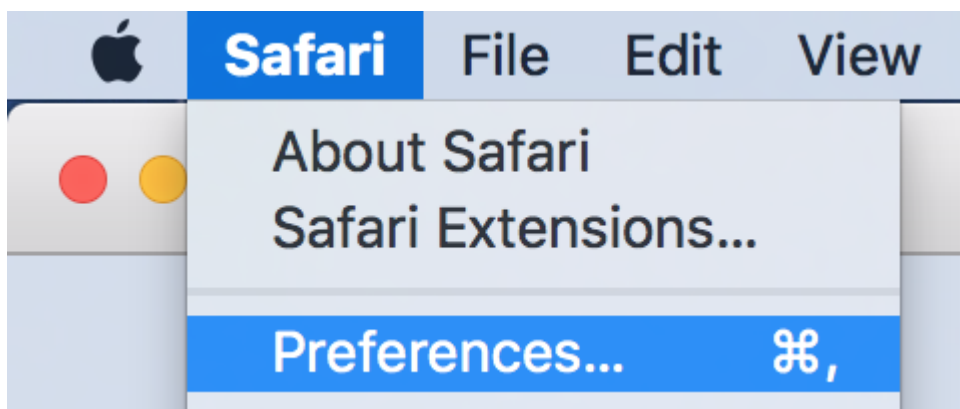 Safari File Edit View
About Safari
Safari Extensions...
Preferences... ⌘,